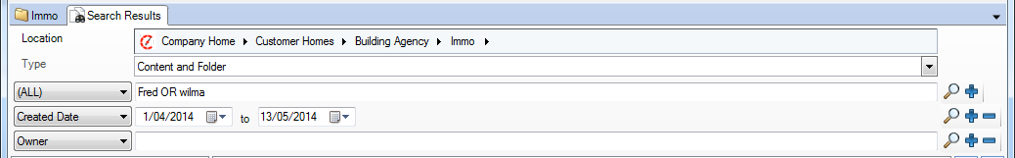 Immo Search Results
Location Company Home Customer Homes Building Agency Immo
Type Content and Folder
(ALL) Fred OR wilma
Created Date 1/04/2014 to 13/05/2014
Owner